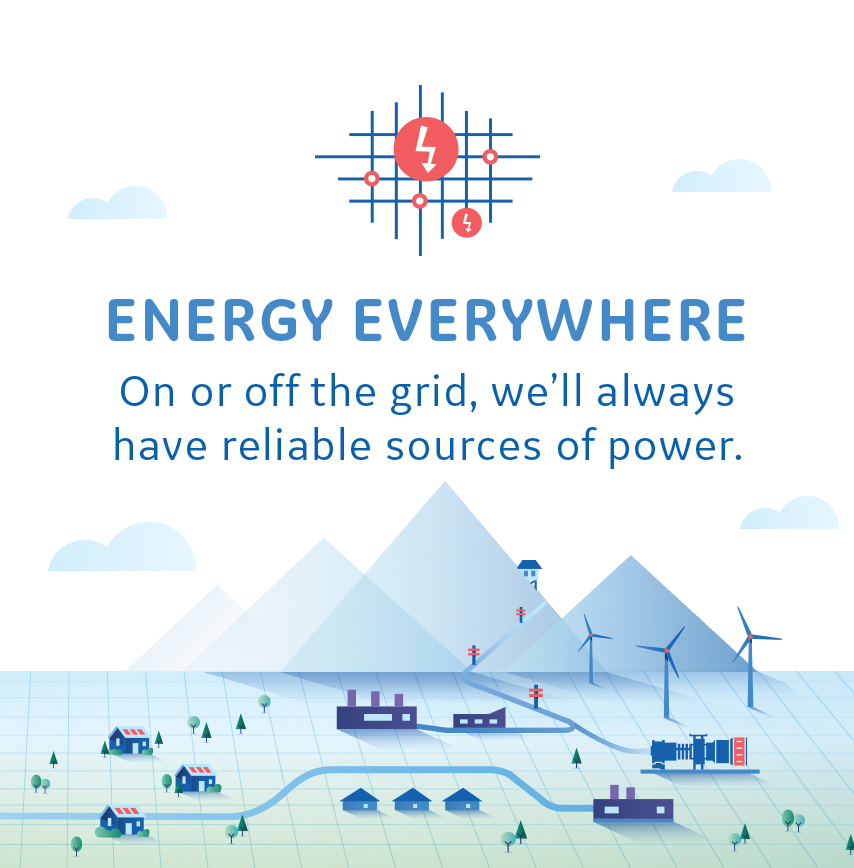 ENERGY EVERYWHERE
On or off the grid, we’ll always
have reliable sources of power.